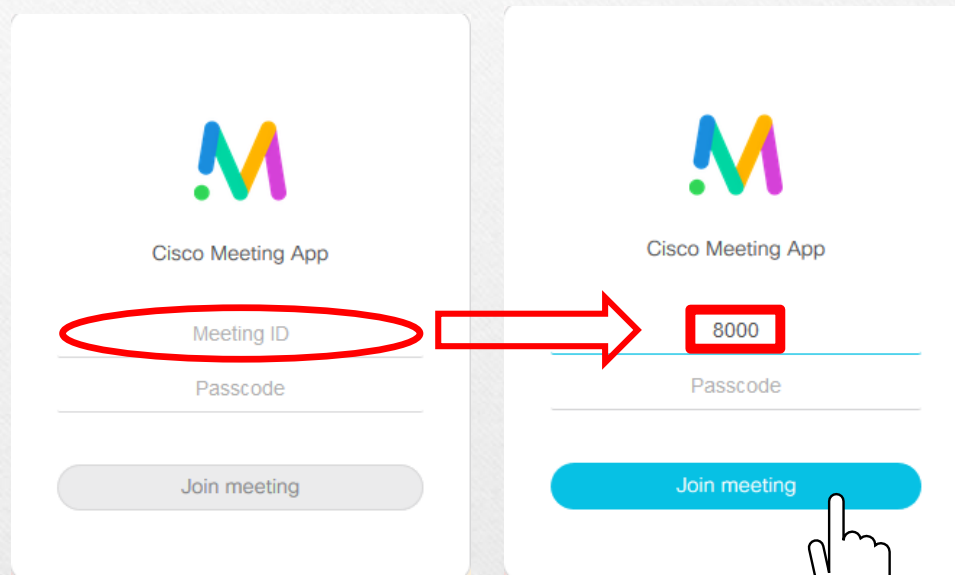 Cisco Meeting App
Meeting ID
Passcode
Join meeting
Cisco Meeting App
8000
Passcode
Join meeting